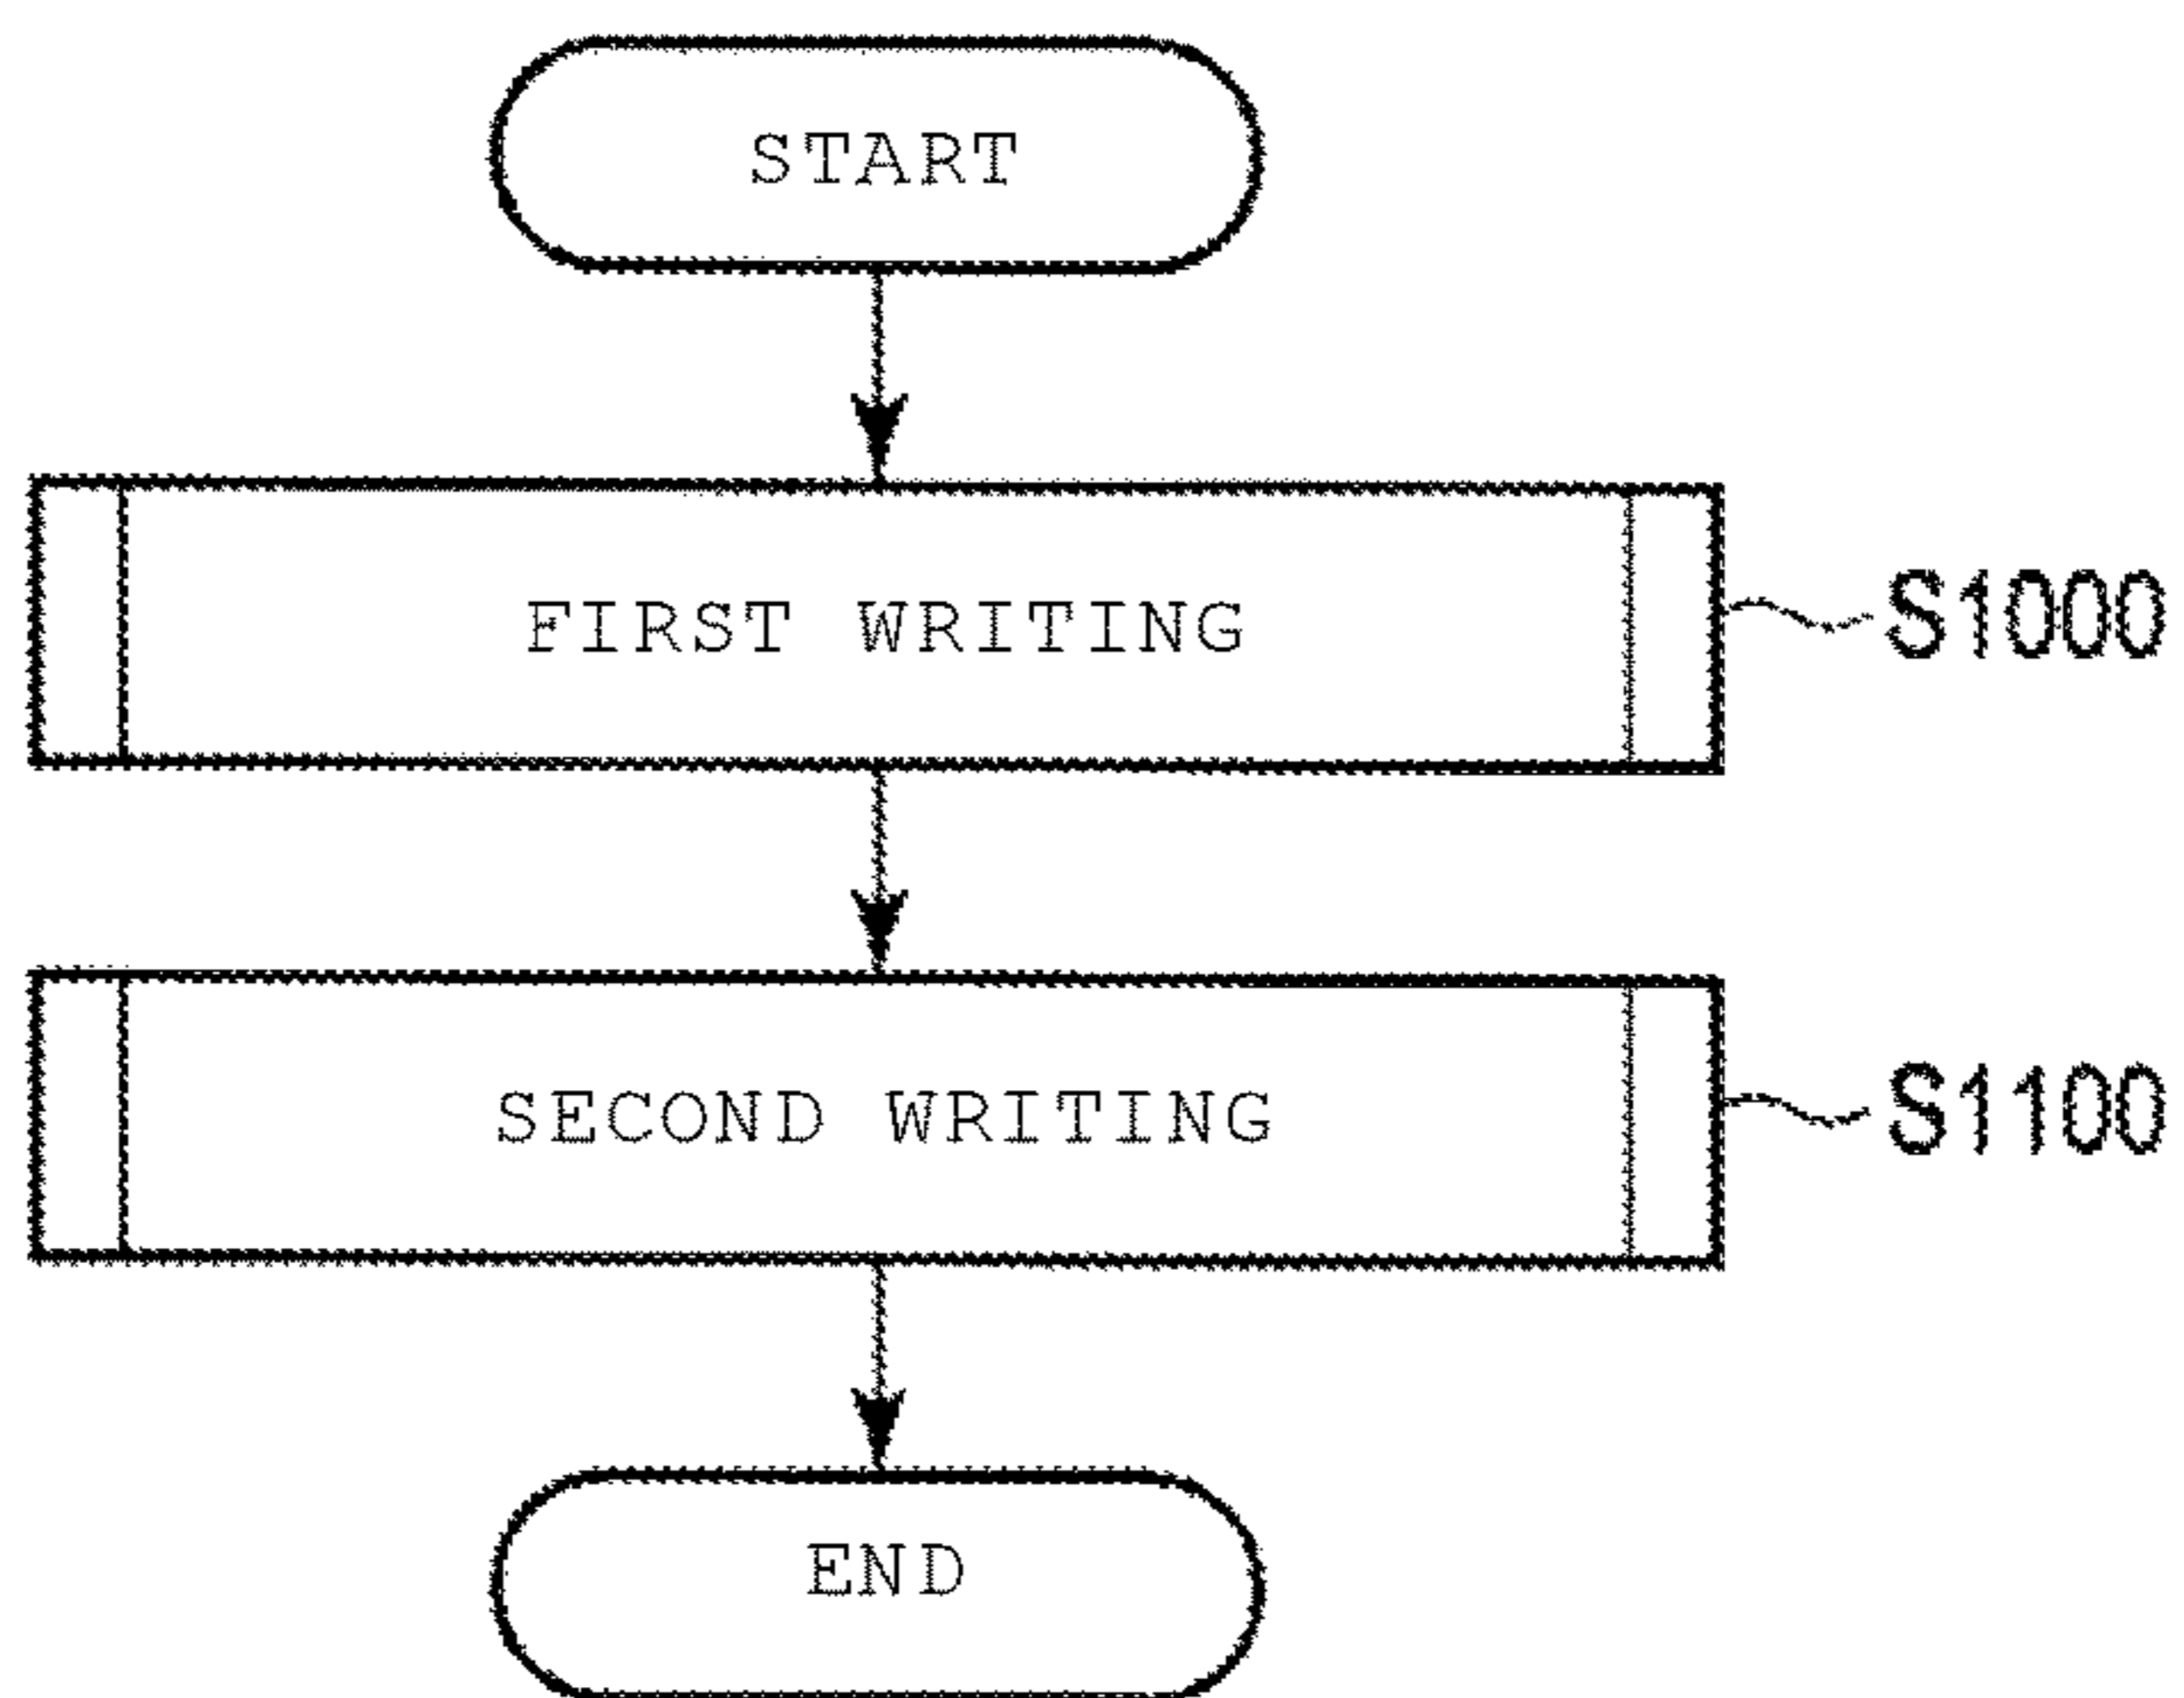 START
FIRST WRITING
S1000
SECOND WRITING
S1100
END